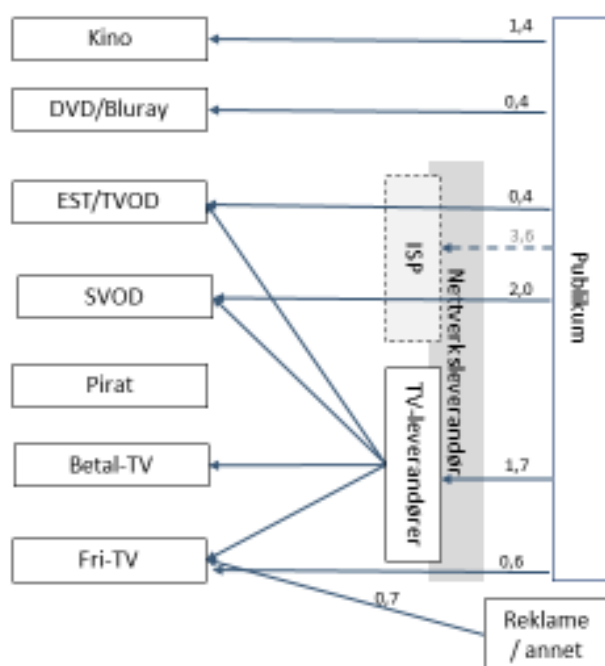 Kino
1,4
DVD/Bluray
0,4
EST/TVOD
0,4
3,6
ISP
SVOD
2,0
Nettverksleverandør
Publikum
Pirat
TV-leverandører
Betal-TV
1,7
Fri-TV
0,6
0,7
Reklame
/ annet